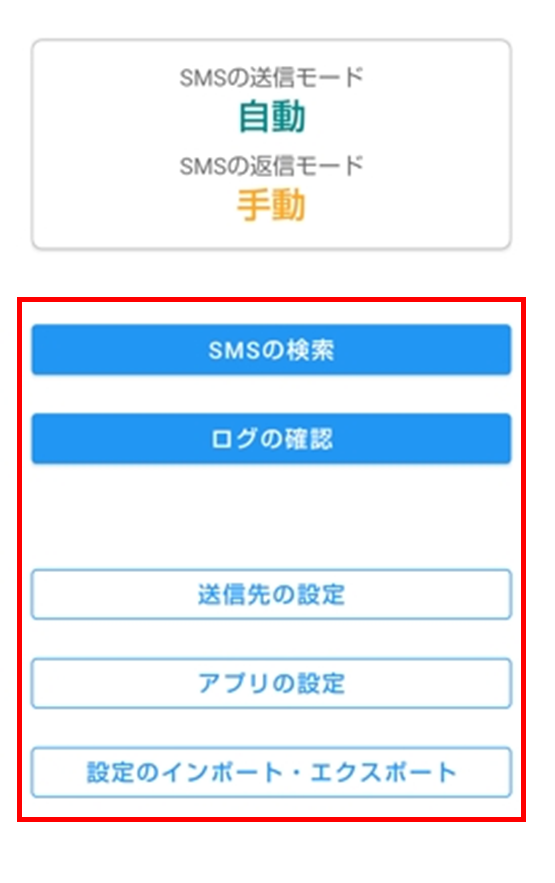 SMSの送信モード
自動
SMSの返信モード
手動
SMSの検索
ログの確認
送信先の設定
アプリの設定
設定のインポート・エクスポート